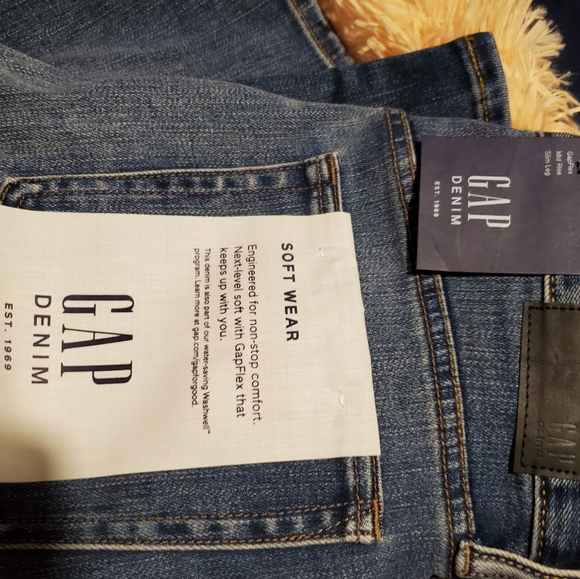 SOFT WEAR
Engineered for non-stop comfort.
Next-level soft with GapFlex that
keeps up with you.
This denim is also part of our water-saving Washwell™
program. Learn more at gap.com/gapforgood.
GAP
DENIM
EST. 1969
GapFlex
Mid Rise
Slim Leg
GAP
DENIM
EST. 1969
GAP